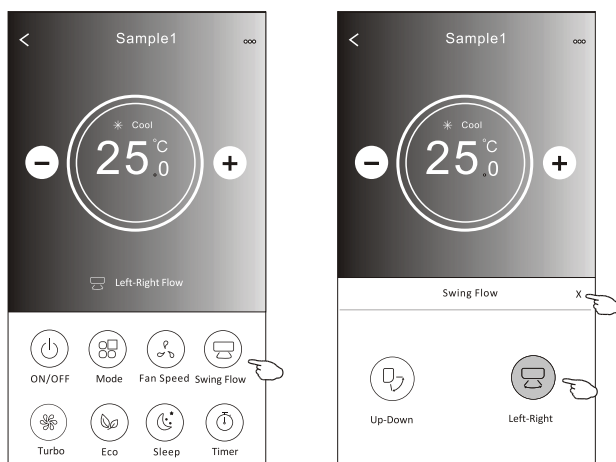 Sample1
Cool
25.0 °C
Left-Right Flow
ON/OFF Mode Fan Speed Swing Flow
Turbo Eco Sleep Timer
Sample1
Cool
25.0 °C
Swing Flow X
Up-Down Left-Right